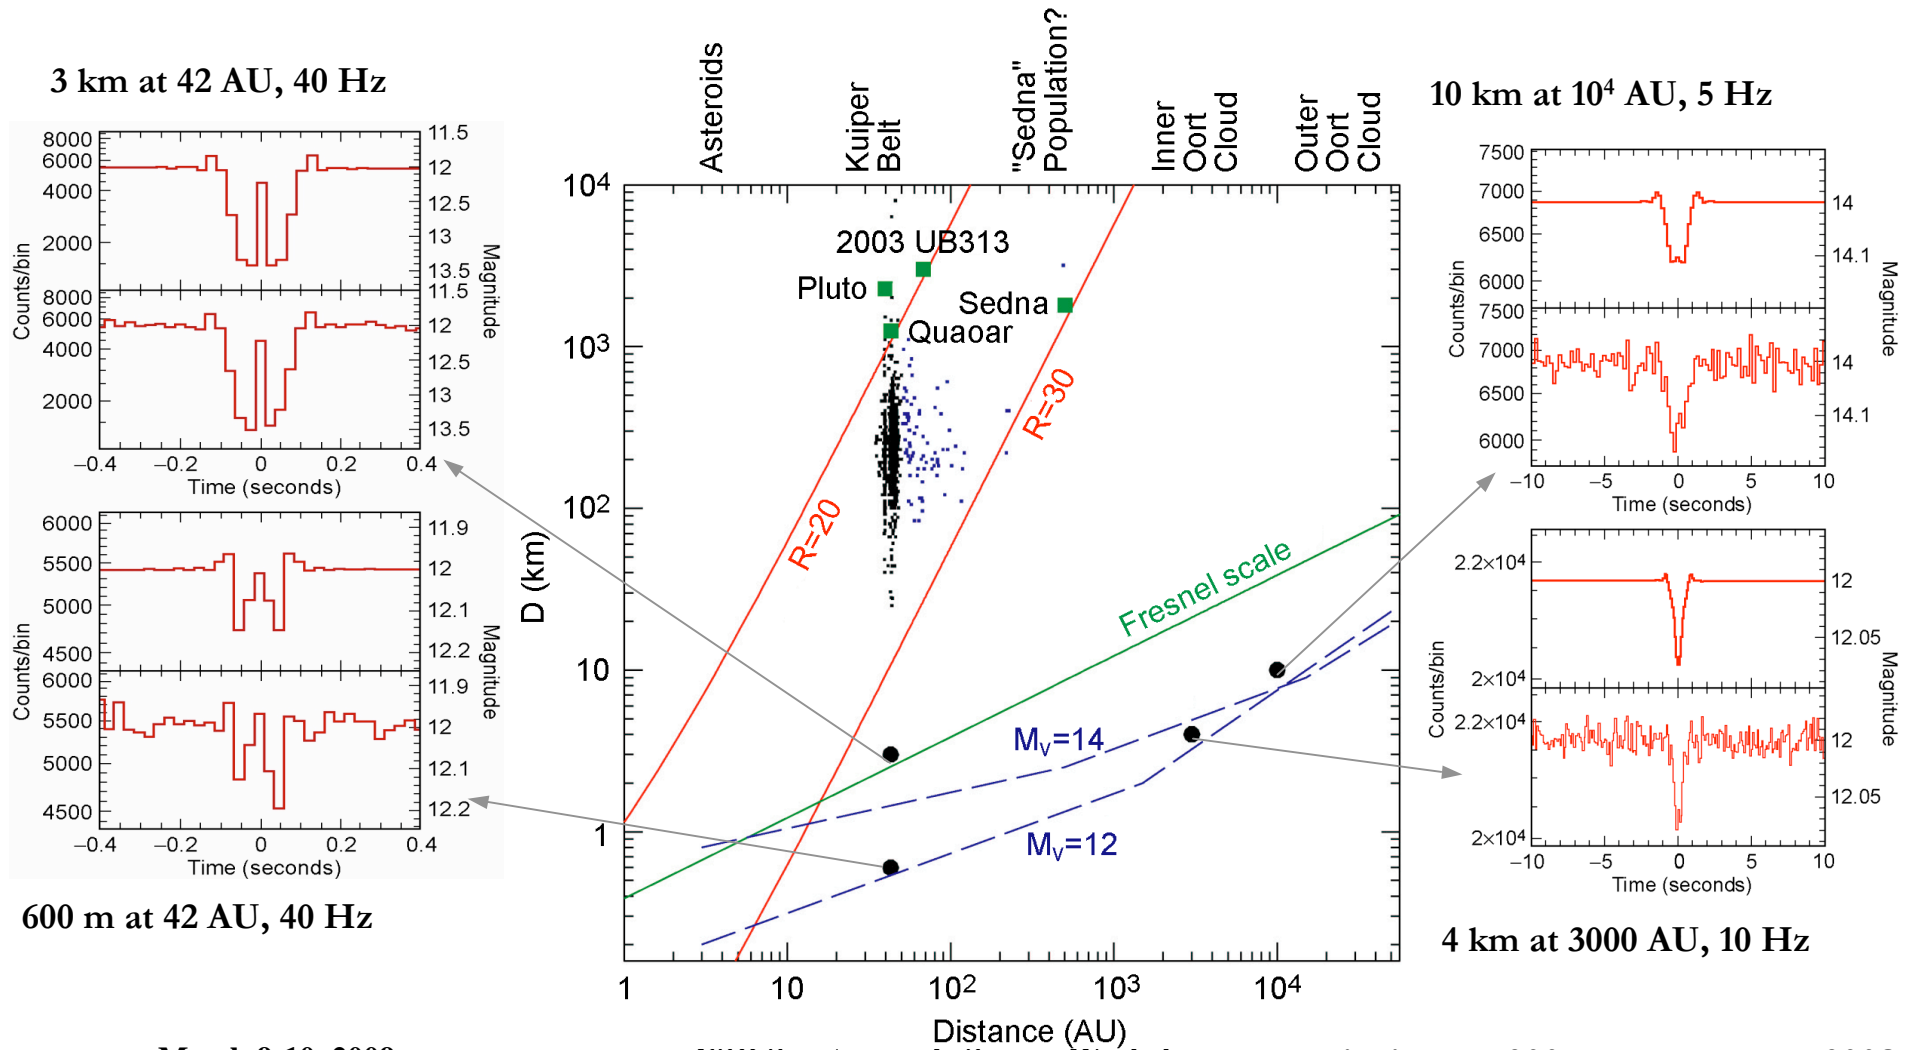 3 km at 42 AU, 40 Hz
8000
6000
4000
2000
11.5
12
12.5
13
13.5
8000
6000
4000
2000
11.5
12
12.5
13
13.5
Counts/bin
Magnitude
−0.4 −0.2 0 0.2 0.4
Time (seconds)
6000
5500
5000
4500
11.9
12
12.1
12.2
6000
5500
5000
4500
11.9
12
12.1
12.2
Counts/bin
Magnitude
−0.4 −0.2 0 0.2 0.4
Time (seconds)
600 m at 42 AU, 40 Hz
Asteroids
Kuiper
Belt
"Sedna"
Population?
Inner
Oort
Cloud
Outer
Oort
Cloud
10⁴
10³
10²
10
1
D (km)
2003 UB313
Pluto
Sedna
Quaoar
R=20
R=30
Fresnel scale
M_V=14
M_V=12
1 10 10² 10³ 10⁴
Distance (AU)
10 km at 10⁴ AU, 5 Hz
7500
7000
6500
6000
14
14.1
7500
7000
6500
6000
14
14.1
Counts/bin
Magnitude
−10 −5 0 5 10
Time (seconds)
2.2×10⁴
2×10⁴
12
12.05
2.2×10⁴
2×10⁴
12
12.05
Counts/bin
Magnitude
−10 −5 0 5 10
Time (seconds)
4 km at 3000 AU, 10 Hz